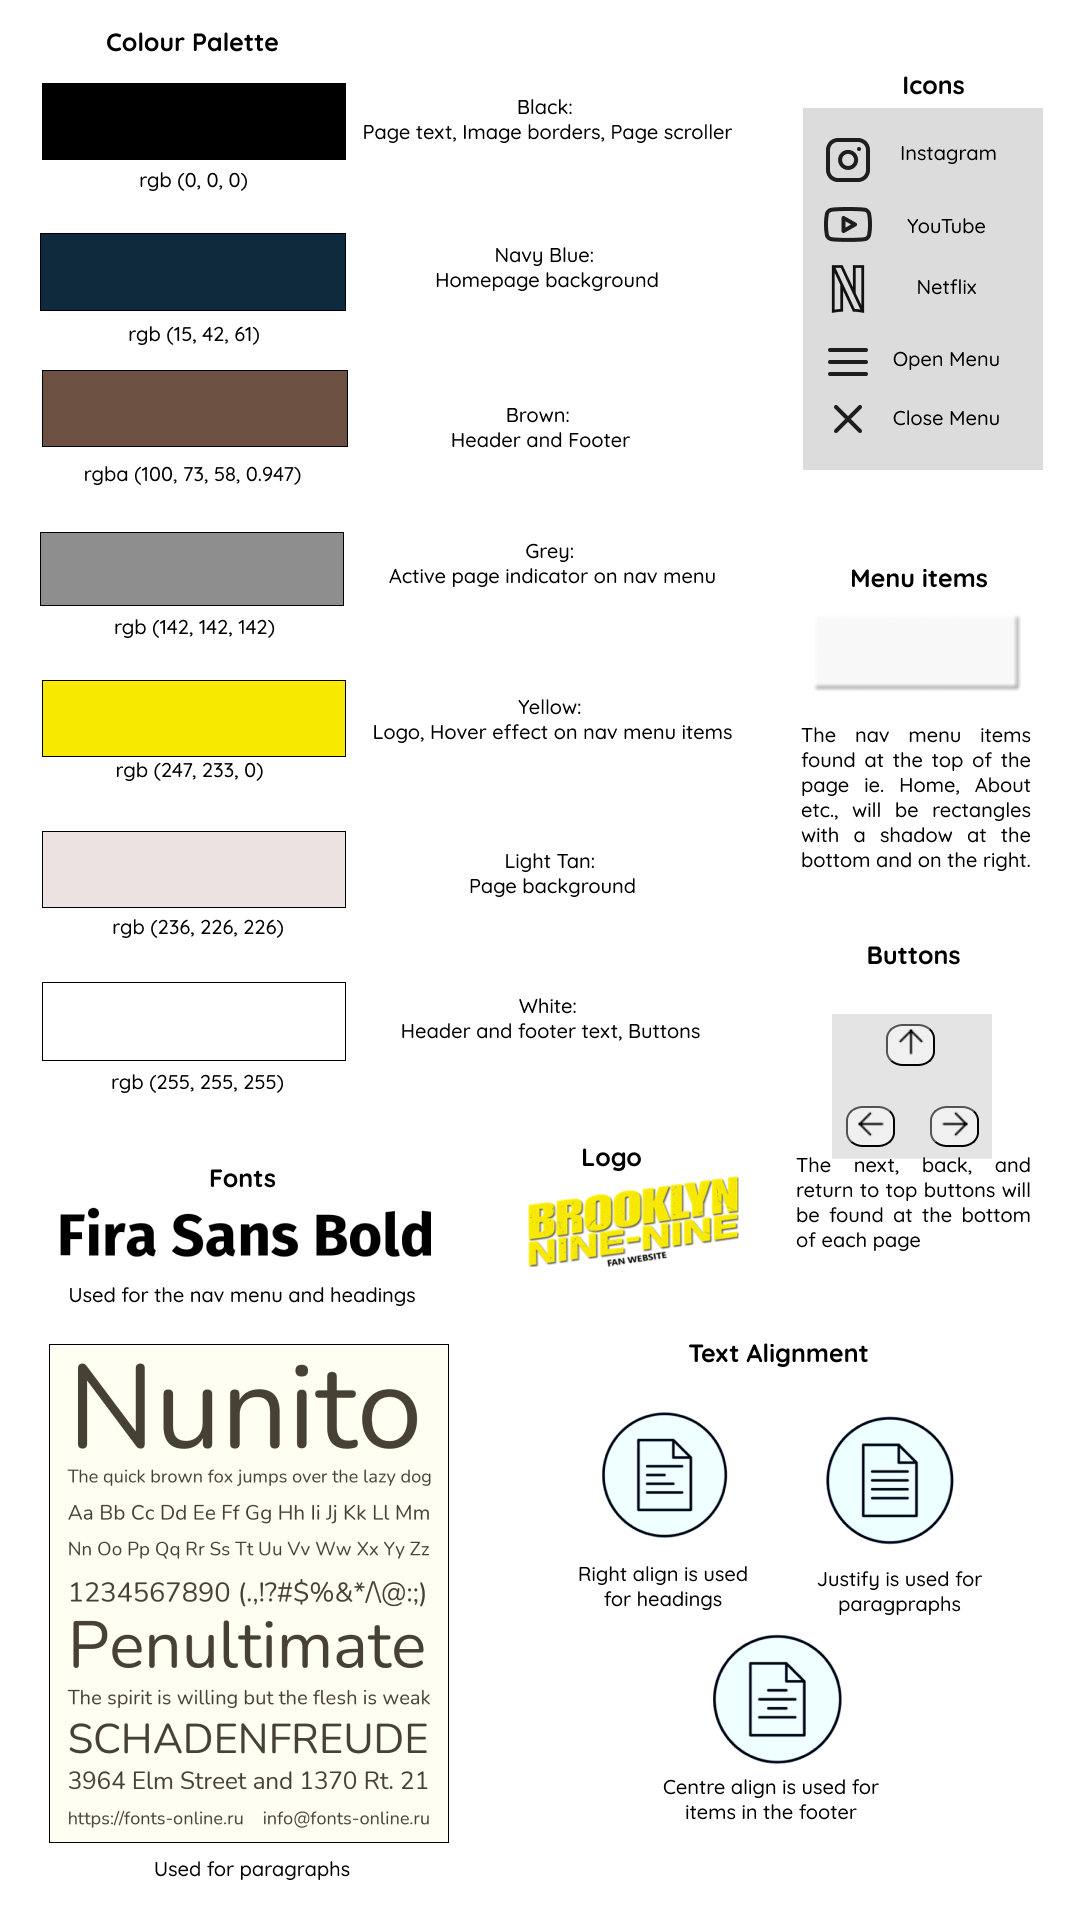 Colour Palette
Black:
Page text, Image borders, Page scroller
rgb (0, 0, 0)
Navy Blue:
Homepage background
rgb (15, 42, 61)
Brown:
Header and Footer
rgba (100, 73, 58, 0.947)
Grey:
Active page indicator on nav menu
rgb (142, 142, 142)
Yellow:
Logo, Hover effect on nav menu items
rgb (247, 233, 0)
Light Tan:
Page background
rgb (236, 226, 226)
White:
Header and footer text, Buttons
rgb (255, 255, 255)
Icons
Instagram
YouTube
Netflix
Open Menu
Close Menu
Menu items
The nav menu items
found at the top of the
page ie. Home, About
etc., will be rectangles
with a shadow at the
bottom and on the right.
Buttons
The next, back, and
return to top buttons will
be found at the bottom
of each page
Fonts
Fira Sans Bold
Used for the nav menu and headings
Logo
BROOKLYN
NINE-NINE
FAN WEBSITE
Nunito
The quick brown fox jumps over the lazy dog
Aa Bb Cc Dd Ee Ff Gg Hh Ii Jj Kk Ll Mm
Nn Oo Pp Qq Rr Ss Tt Uu Vv Ww Xx Yy Zz
1234567890 (.,!?#$%&*/\@:;)
Penultimate
The spirit is willing but the flesh is weak
SCHADENFREUDE
3964 Elm Street and 1370 Rt. 21
https://fonts-online.ru info@fonts-online.ru
Used for paragraphs
Text Alignment
Right align is used
for headings
Justify is used for
paragpraphs
Centre align is used for
items in the footer